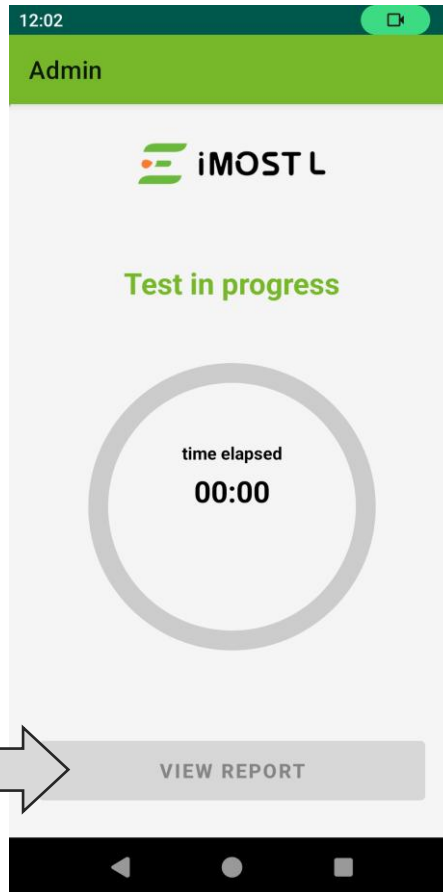 12:02
Admin
iMOST L
Test in progress
time elapsed
00:00
VIEW REPORT